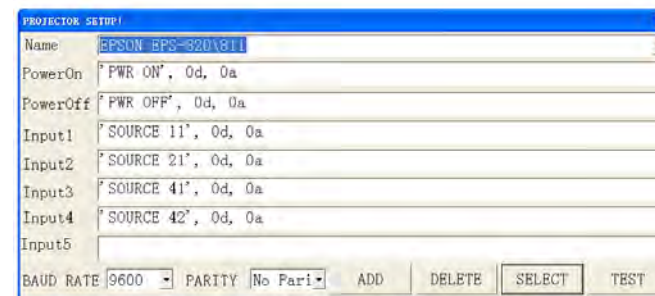 PROJECTOR SETUP!
Name EPSON EPS-820\811
PowerOn 'PWR ON', 0d, 0a
PowerOff 'PWR OFF', 0d, 0a
Input1 'SOURCE 11', 0d, 0a
Input2 'SOURCE 21', 0d, 0a
Input3 'SOURCE 41', 0d, 0a
Input4 'SOURCE 42', 0d, 0a
Input5
BAUD RATE 9600 PARITY No Pari ADD DELETE SELECT TEST